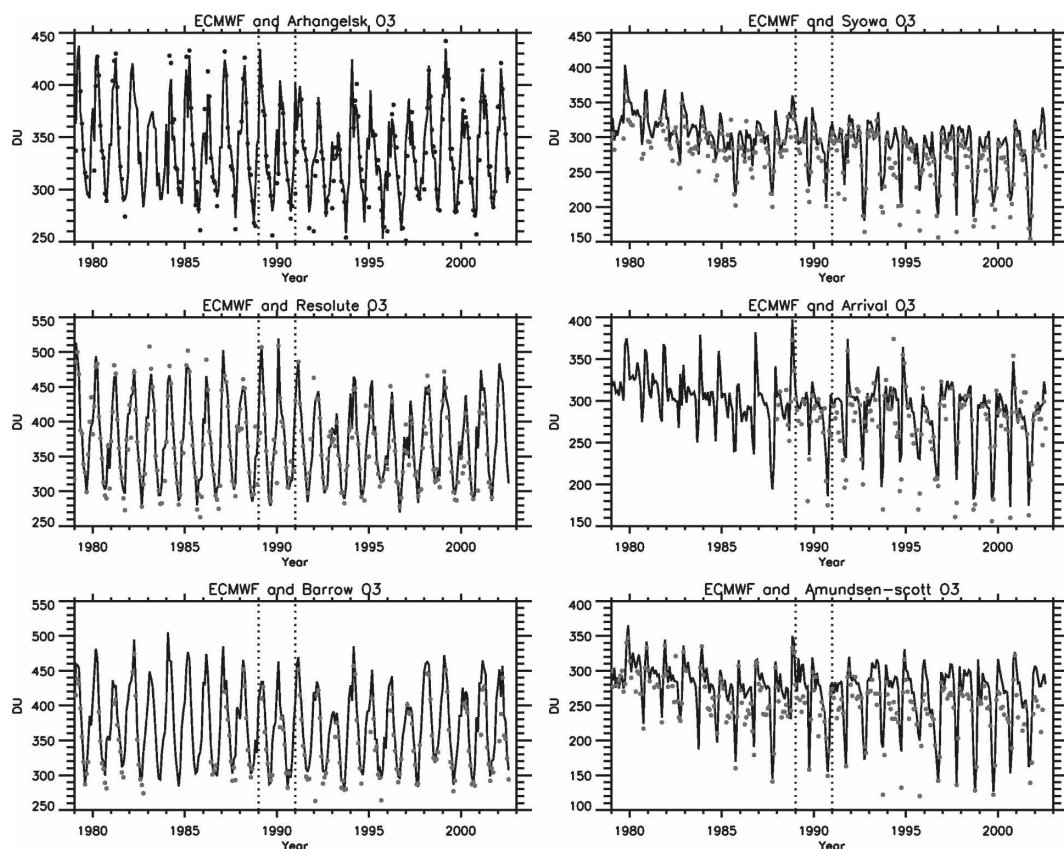 ECMWF and Arhangelsk O3
450
400
350
300
250
DU
1980 1985 1990 1995 2000
Year
ECMWF and Syowa O3
450
400
350
300
250
200
150
DU
1980 1985 1990 1995 2000
Year
ECMWF and Resolute O3
550
500
450
400
350
300
250
DU
1980 1985 1990 1995 2000
Year
ECMWF and Arrival O3
400
350
300
250
200
150
DU
1980 1985 1990 1995 2000
Year
ECMWF and Barrow O3
550
500
450
400
350
300
250
DU
1980 1985 1990 1995 2000
Year
ECMWF and Amundsen-scott O3
400
350
300
250
200
150
100
DU
1980 1985 1990 1995 2000
Year